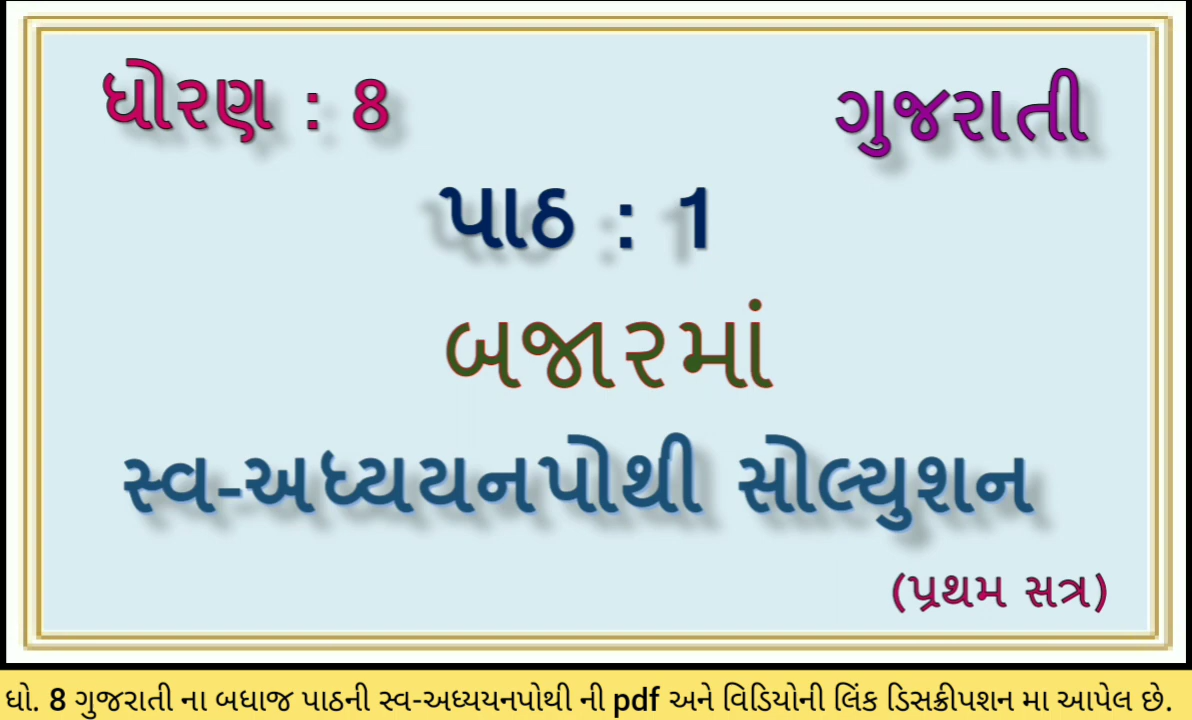 ધોરણ : 8
ગુજરાતી
પાઠ : 1
બજારમાં
સ્વ-અધ્યયનપોથી સોલ્યુશન
(પ્રથમ સત્ર)
ધો. 8 ગુજરાતી ના બધાજ પાઠની સ્વ-અધ્યયનપોથી ની pdf અને વિડિયોની લિંક ડિસક્રીપશન મા આપેલ છે.